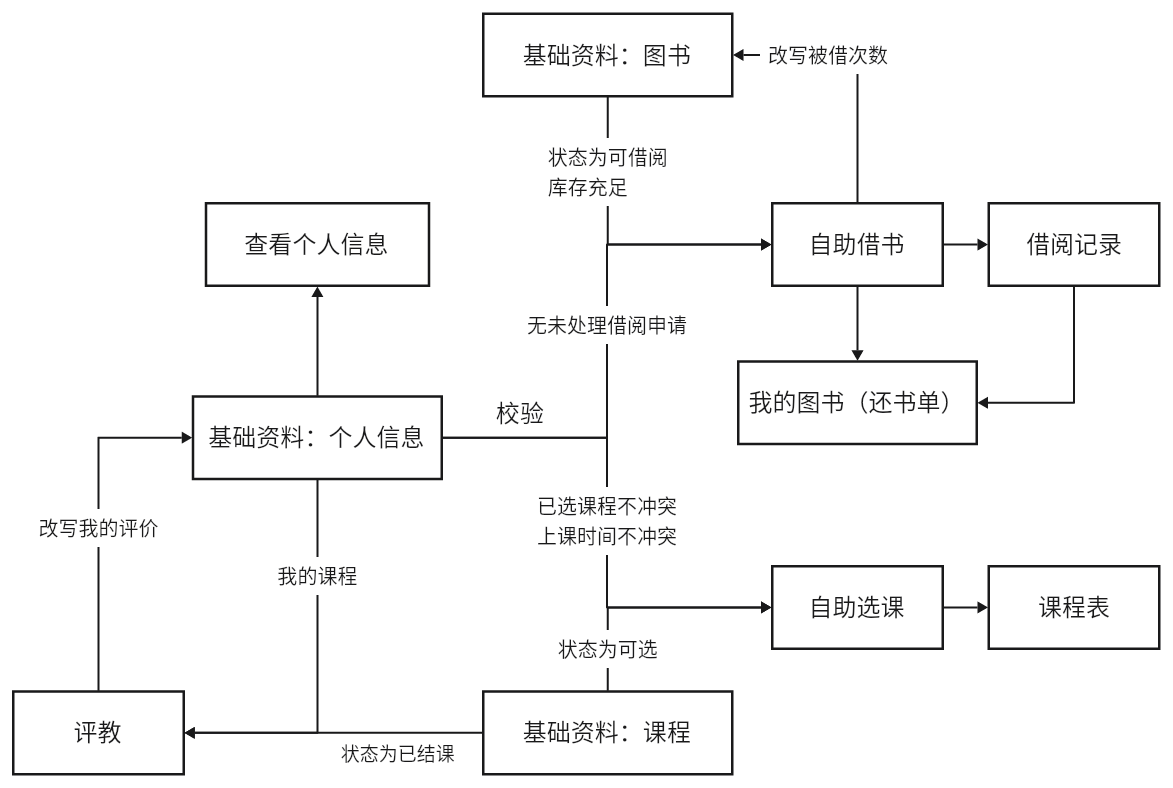 基础资料：图书
改写被借次数
状态为可借阅
库存充足
查看个人信息
自助借书
借阅记录
无未处理借阅申请
我的图书（还书单）
校验
基础资料：个人信息
已选课程不冲突
上课时间不冲突
改写我的评价
我的课程
自助选课
课程表
状态为可选
评教
基础资料：课程
状态为已结课